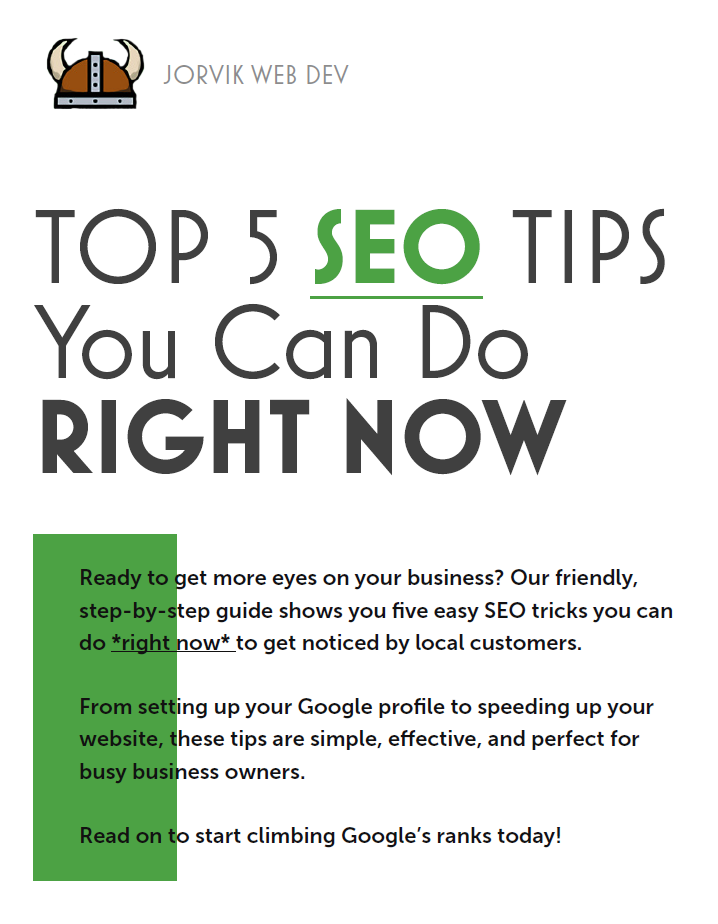 JORVIK WEB DEV
TOP 5 SEO TIPS
You Can Do
RIGHT NOW
Ready to get more eyes on your business? Our friendly,
step-by-step guide shows you five easy SEO tricks you can
do *right now* to get noticed by local customers.
From setting up your Google profile to speeding up your
website, these tips are simple, effective, and perfect for
busy business owners.
Read on to start climbing Google’s ranks today!